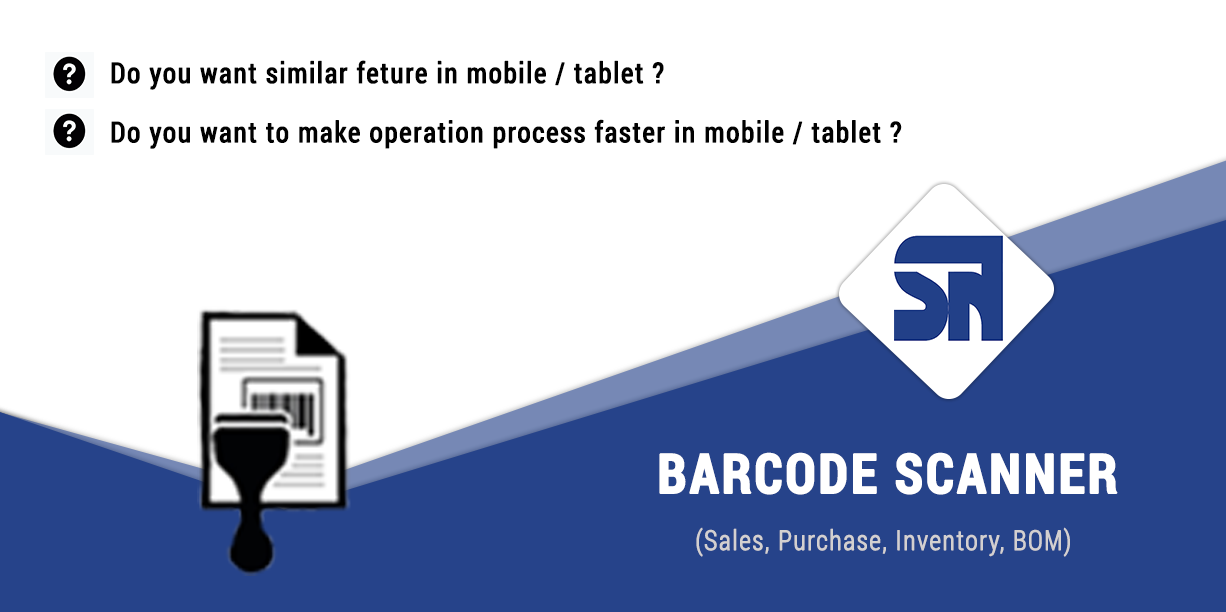 Do you want similar feture in mobile / tablet ?
Do you want to make operation process faster in mobile / tablet ?
SR
BARCODE SCANNER
(Sales, Purchase, Inventory, BOM)